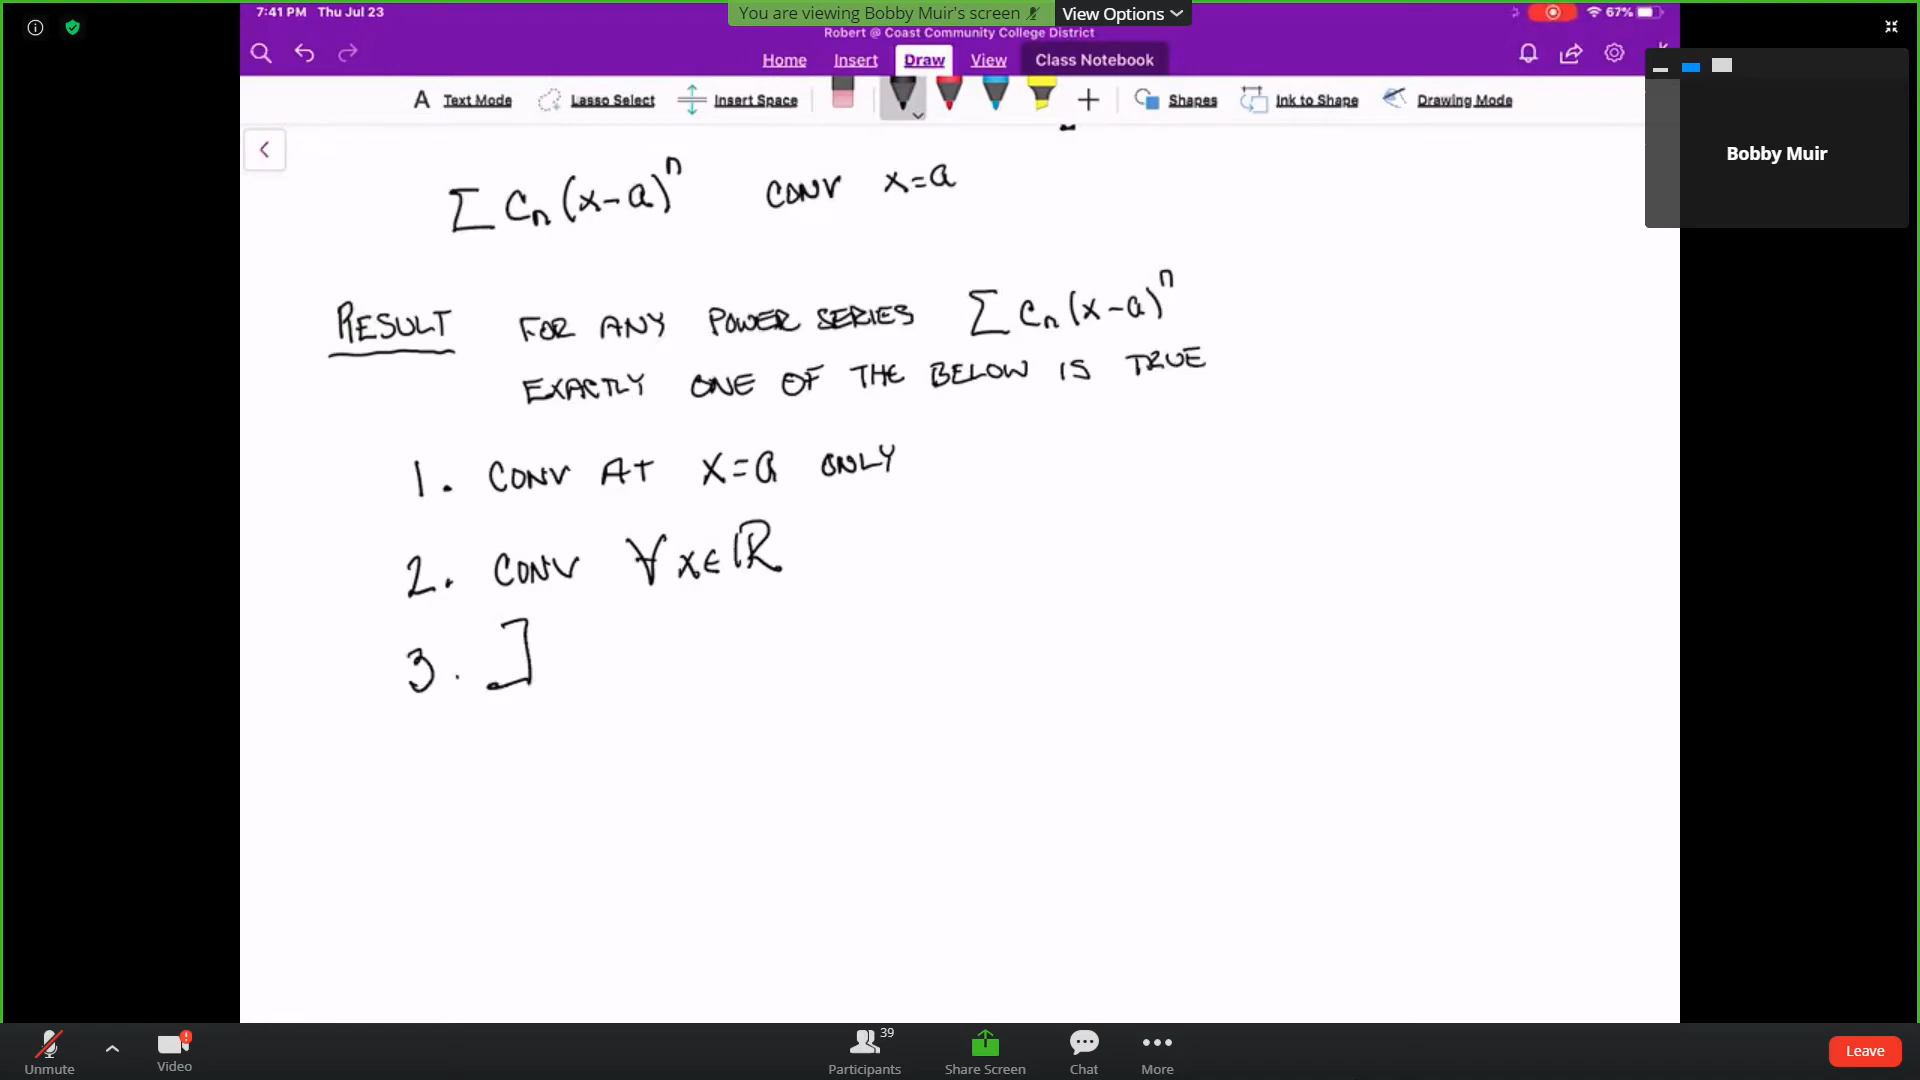 7:41 PM Thu Jul 23
You are viewing Bobby Muir's screen
View Options
67%
Robert @ Coast Community College District
Home Insert Draw View Class Notebook
Text Mode Lasso Select Insert Space Shapes Ink to Shape Drawing Mode
Bobby Muir
∑ Cₙ (x-a)ⁿ CONV x=a
RESULT FOR ANY POWER SERIES ∑ Cₙ (x-a)ⁿ
EXACTLY ONE OF THE BELOW IS TRUE
1. CONV AT X=a ONLY
2. CONV ∀ x∈ℝ
3. ∃
Unmute Video Participants 39 Share Screen Chat More Leave